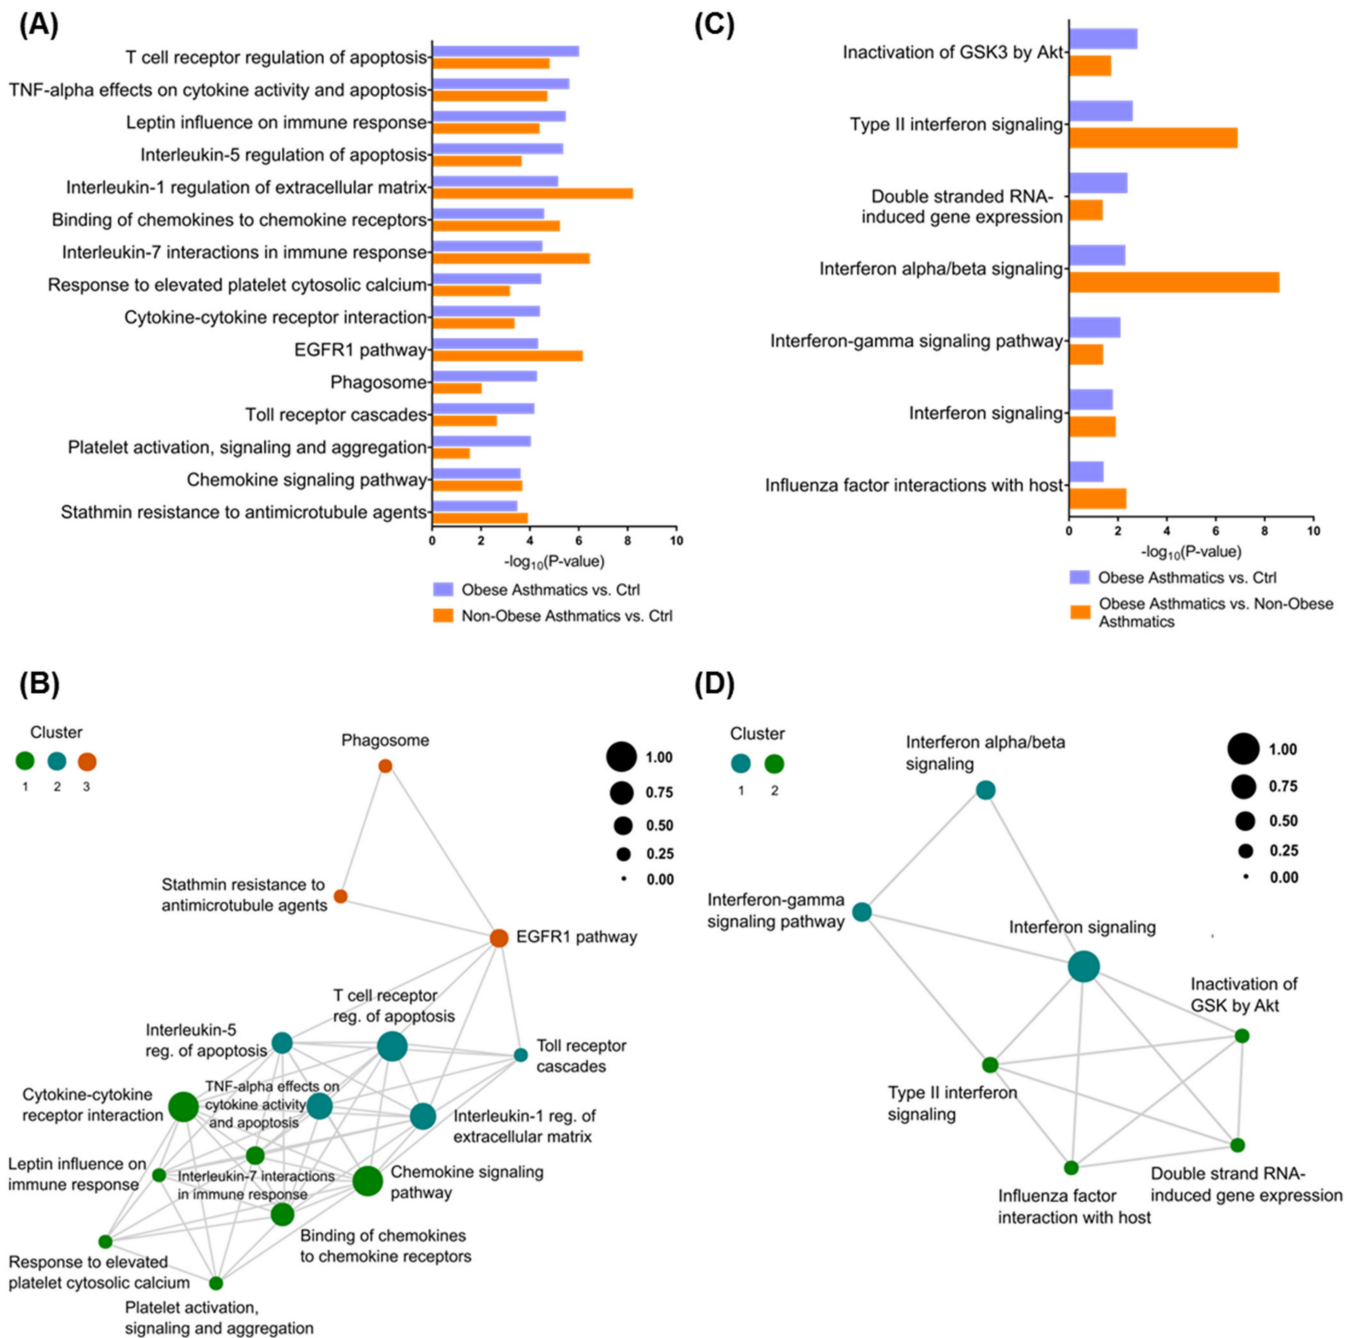 (A)
T cell receptor regulation of apoptosis
TNF-alpha effects on cytokine activity and apoptosis
Leptin influence on immune response
Interleukin-5 regulation of apoptosis
Interleukin-1 regulation of extracellular matrix
Binding of chemokines to chemokine receptors
Interleukin-7 interactions in immune response
Response to elevated platelet cytosolic calcium
Cytokine-cytokine receptor interaction
EGFR1 pathway
Phagosome
Toll receptor cascades
Platelet activation, signaling and aggregation
Chemokine signaling pathway
Stathmin resistance to antimicrotubule agents
0 2 4 6 8 10
-log10(P-value)
Obese Asthmatics vs. Ctrl
Non-Obese Asthmatics vs. Ctrl
(C)
Inactivation of GSK3 by Akt
Type II interferon signaling
Double stranded RNA-
induced gene expression
Interferon alpha/beta signaling
Interferon-gamma signaling pathway
Interferon signaling
Influenza factor interactions with host
0 2 4 6 8 10
-log10(P-value)
Obese Asthmatics vs. Ctrl
Obese Asthmatics vs. Non-Obese
Asthmatics
(B)
Cluster
1 2 3
Phagosome
1.00
0.75
0.50
0.25
0.00
Stathmin resistance to
antimicrotubule agents
EGFR1 pathway
T cell receptor
reg. of apoptosis
Interleukin-5
reg. of apoptosis
Toll receptor
cascades
Cytokine-cytokine
receptor interaction
TNF-alpha effects on
cytokine activity
and apoptosis
Interleukin-1 reg. of
extracellular matrix
Leptin influence on
immune response
Interleukin-7 interactions
in immune response
Chemokine signaling
pathway
Binding of chemokines
to chemokine receptors
Response to elevated
platelet cytosolic calcium
Platelet activation,
signaling and aggregation
(D)
Cluster
1 2
Interferon alpha/beta
signaling
1.00
0.75
0.50
0.25
0.00
Interferon-gamma
signaling pathway
Interferon signaling
Inactivation of
GSK by Akt
Type II interferon
signaling
Influenza factor
interaction with host
Double strand RNA-
induced gene expression